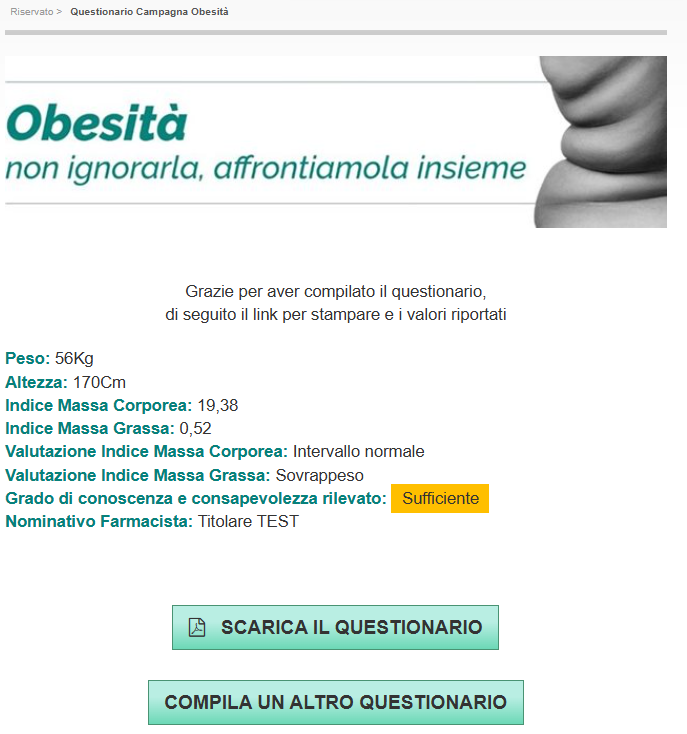 Riservato > Questionario Campagna Obesità
Obesità
non ignorarla, affrontiamola insieme
Grazie per aver compilato il questionario,
di seguito il link per stampare e i valori riportati
Peso: 56Kg
Altezza: 170Cm
Indice Massa Corporea: 19,38
Indice Massa Grassa: 0,52
Valutazione Indice Massa Corporea: Intervallo normale
Valutazione Indice Massa Grassa: Sovrappeso
Grado di conoscenza e consapevolezza rilevato: Sufficiente
Nominativo Farmacista: Titolare TEST
SCARICA IL QUESTIONARIO
COMPILA UN ALTRO QUESTIONARIO